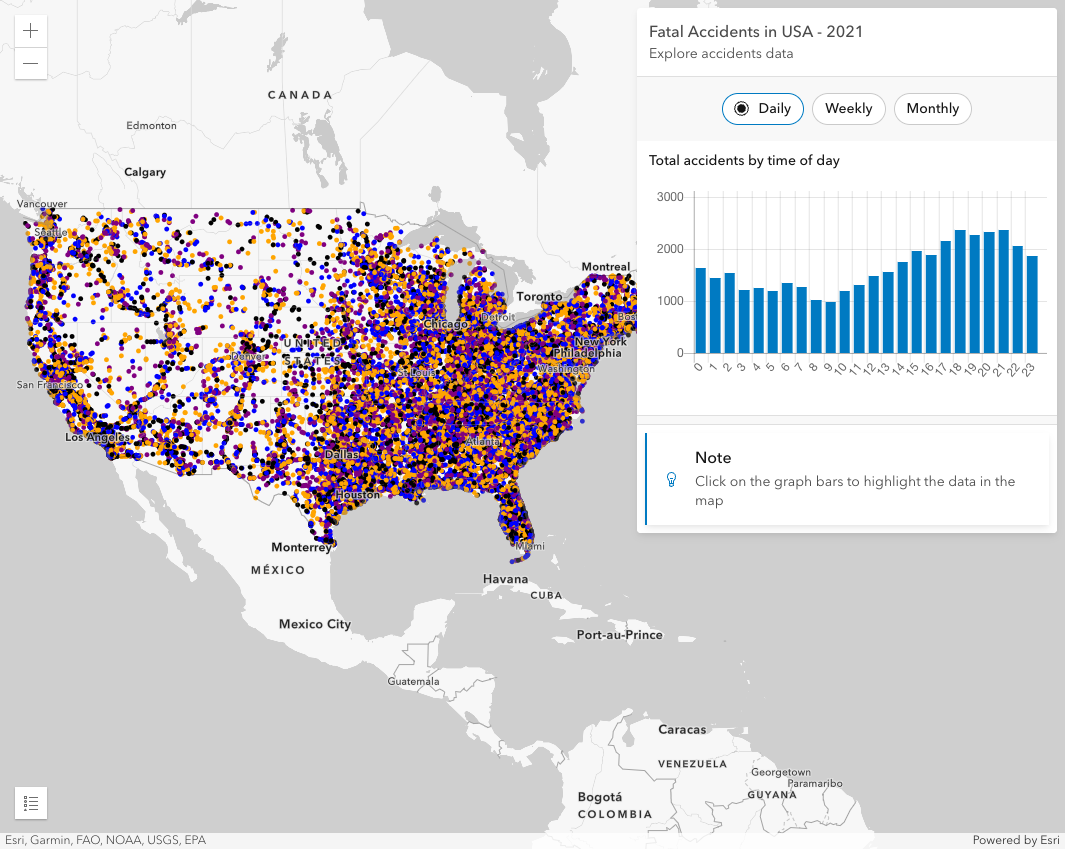 Fatal Accidents in USA - 2021
Explore accidents data
Daily
Weekly
Monthly
Total accidents by time of day
3000
2000
1000
0
0 1 2 3 4 5 6 7 8 9 10 11 12 13 14 15 16 17 18 19 20 21 22 23
Note
Click on the graph bars to highlight the data in the
map
CANADA
Edmonton
Calgary
Vancouver
Seattle
Montreal
Toronto
Detroit
Chicago
Bos
New York
Philadelphia
Washington
UNITED
STATES
Denver
St Louis
San Francisco
Los Angeles
Atlanta
Dallas
Houston
Miami
Monterrey
MÉXICO
Havana
CUBA
Mexico City
Port-au-Prince
Guatemala
Caracas
VENEZUELA
Georgetown
Paramaribo
GUYANA
Bogotá
COLOMBIA
Esri, Garmin, FAO, NOAA, USGS, EPA
Powered by Esri